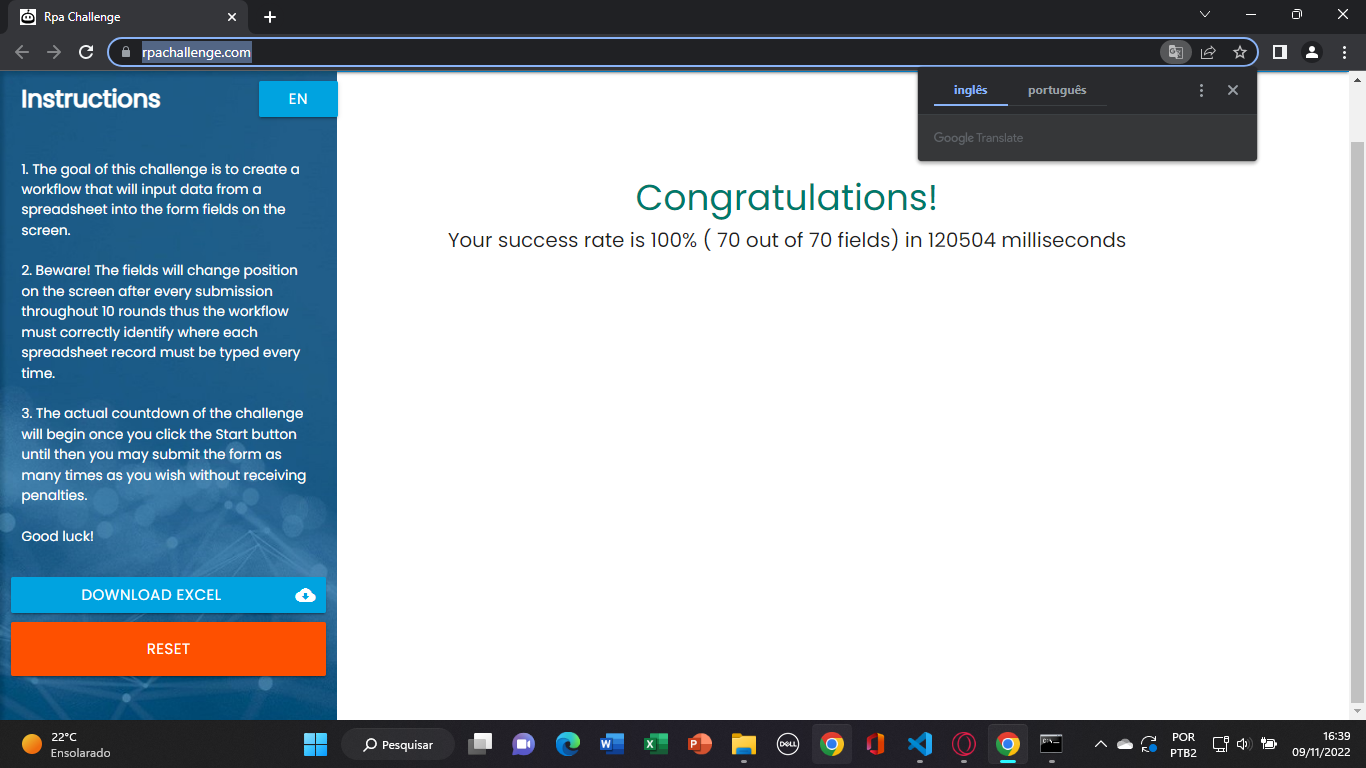 Rpa Challenge
rpachallenge.com
Instructions
EN
1. The goal of this challenge is to create a
workflow that will input data from a
spreadsheet into the form fields on the
screen.
2. Beware! The fields will change position
on the screen after every submission
throughout 10 rounds thus the workflow
must correctly identify where each
spreadsheet record must be typed every
time.
3. The actual countdown of the challenge
will begin once you click the Start button
until then you may submit the form as
many times as you wish without receiving
penalties.
Good luck!
DOWNLOAD EXCEL
RESET
inglês português
Google Translate
Congratulations!
Your success rate is 100% ( 70 out of 70 fields) in 120504 milliseconds
22°C
Ensolarado
Pesquisar
DELL
POR
PTB2
16:39
09/11/2022